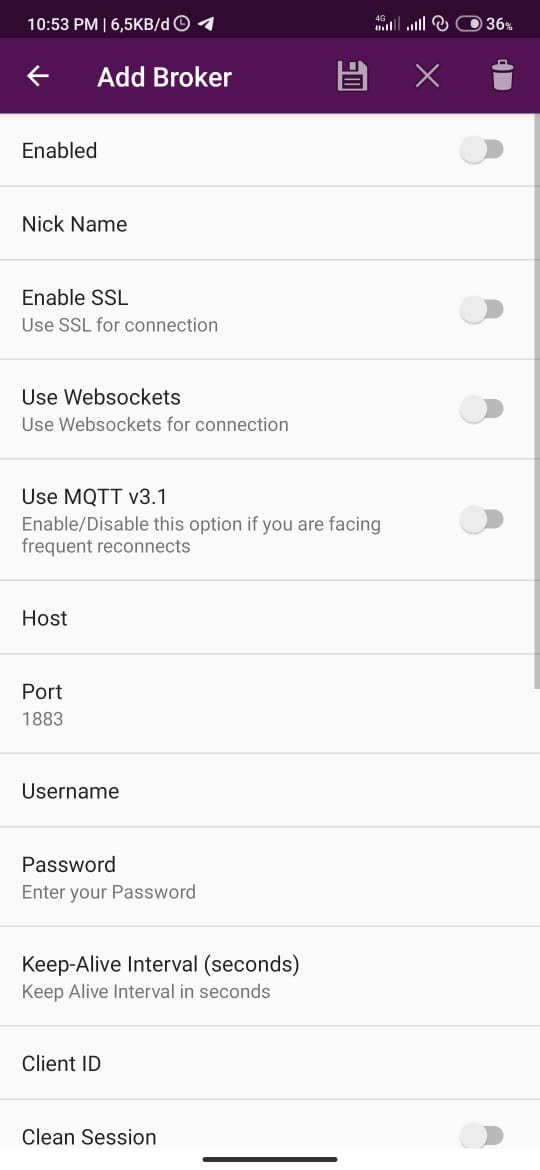 10:53 PM | 6,5KB/d 4G 36%
Add Broker
Enabled
Nick Name
Enable SSL
Use SSL for connection
Use Websockets
Use Websockets for connection
Use MQTT v3.1
Enable/Disable this option if you are facing
frequent reconnects
Host
Port
1883
Username
Password
Enter your Password
Keep-Alive Interval (seconds)
Keep Alive Interval in seconds
Client ID
Clean Session